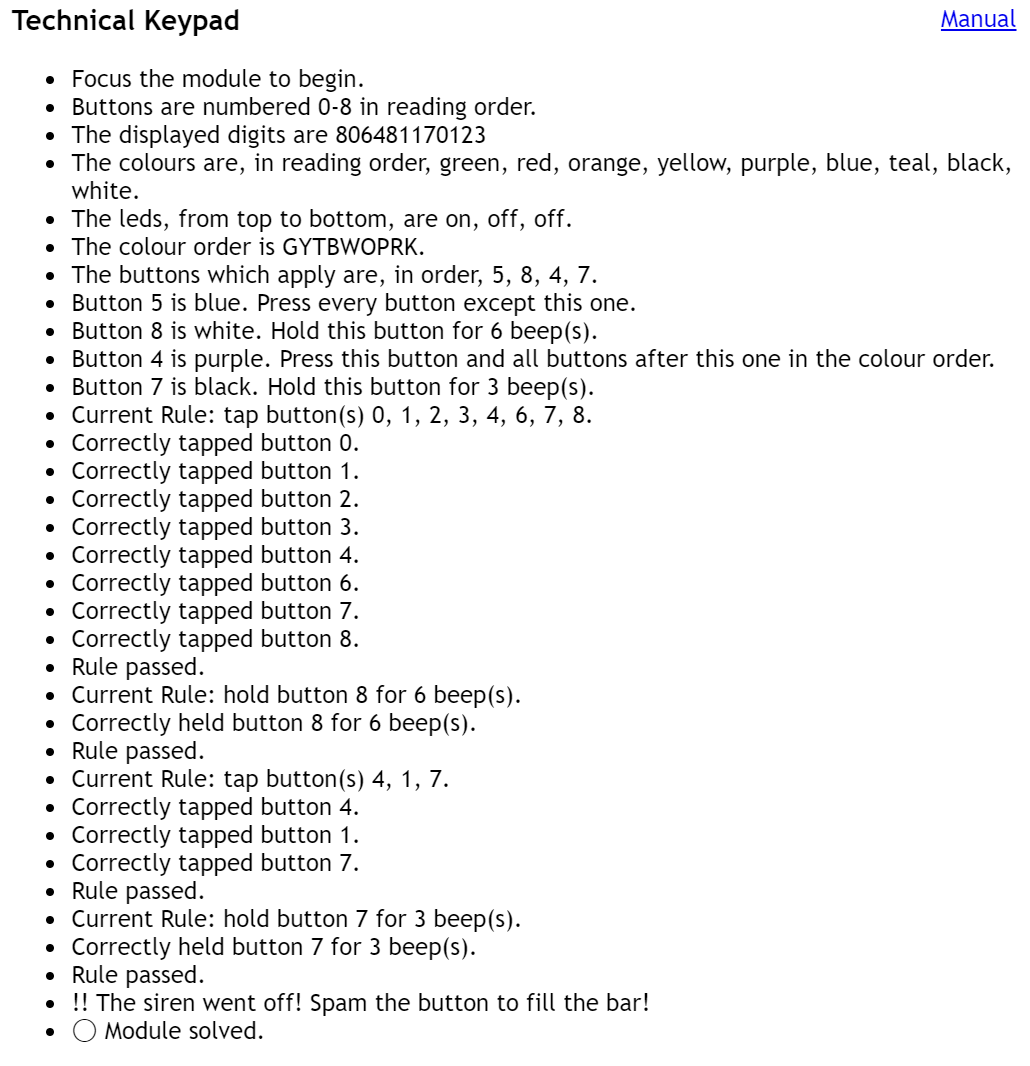 Technical Keypad
Manual
• Focus the module to begin.
• Buttons are numbered 0-8 in reading order.
• The displayed digits are 806481170123
• The colours are, in reading order, green, red, orange, yellow, purple, blue, teal, black,
white.
• The leds, from top to bottom, are on, off, off.
• The colour order is GYTBWOPRK.
• The buttons which apply are, in order, 5, 8, 4, 7.
• Button 5 is blue. Press every button except this one.
• Button 8 is white. Hold this button for 6 beep(s).
• Button 4 is purple. Press this button and all buttons after this one in the colour order.
• Button 7 is black. Hold this button for 3 beep(s).
• Current Rule: tap button(s) 0, 1, 2, 3, 4, 6, 7, 8.
• Correctly tapped button 0.
• Correctly tapped button 1.
• Correctly tapped button 2.
• Correctly tapped button 3.
• Correctly tapped button 4.
• Correctly tapped button 6.
• Correctly tapped button 7.
• Correctly tapped button 8.
• Rule passed.
• Current Rule: hold button 8 for 6 beep(s).
• Correctly held button 8 for 6 beep(s).
• Rule passed.
• Current Rule: tap button(s) 4, 1, 7.
• Correctly tapped button 4.
• Correctly tapped button 1.
• Correctly tapped button 7.
• Rule passed.
• Current Rule: hold button 7 for 3 beep(s).
• Correctly held button 7 for 3 beep(s).
• Rule passed.
• !! The siren went off! Spam the button to fill the bar!
• ◯ Module solved.